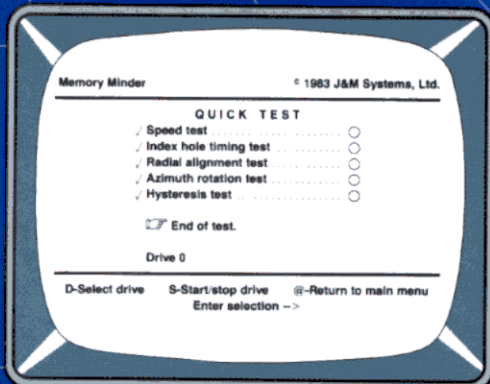 Memory Minder © 1983 J&M Systems, Ltd.
QUICK TEST
✓ Speed test . . . . . . . . . . . . . . . . . . . . ○
✓ Index hole timing test . . . . . . . . . . . ○
✓ Radial alignment test . . . . . . . . . . . ○
✓ Azimuth rotation test . . . . . . . . . . . ○
✓ Hysteresis test . . . . . . . . . . . . . . . . ○
☞ End of test.
Drive 0
D-Select drive S-Start/stop drive @-Return to main menu
Enter selection –>